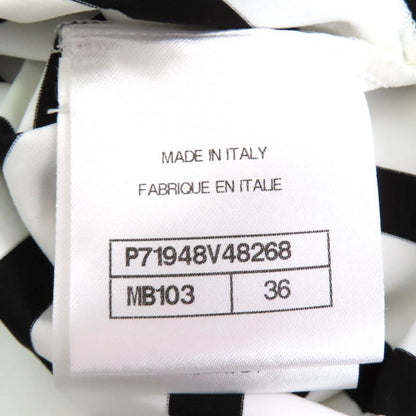 MADE IN ITALY
FABRIQUE EN ITALIE
P71948V48268
MB103 36